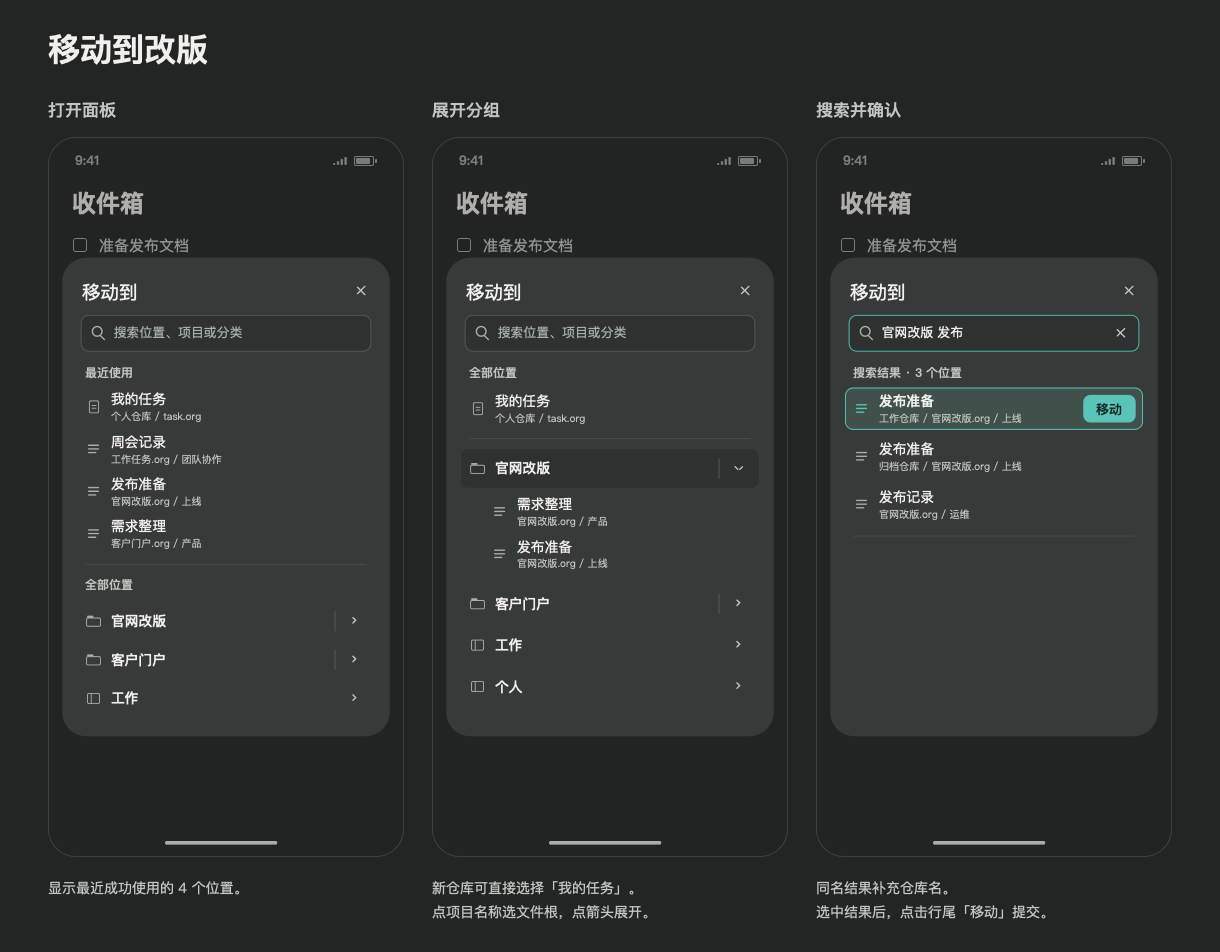 移动到改版
打开面板
9:41
收件箱
准备发布文档
移动到
搜索位置、项目或分类
最近使用
我的任务
个人仓库 / task.org
周会记录
工作任务.org / 团队协作
发布准备
官网改版.org / 上线
需求整理
客户门户.org / 产品
全部位置
官网改版
客户门户
工作
显示最近成功使用的 4 个位置。
展开分组
9:41
收件箱
准备发布文档
移动到
搜索位置、项目或分类
全部位置
我的任务
个人仓库 / task.org
官网改版
需求整理
官网改版.org / 产品
发布准备
官网改版.org / 上线
客户门户
工作
个人
新仓库可直接选择「我的任务」。
点项目名称选文件根，点箭头展开。
搜索并确认
9:41
收件箱
准备发布文档
移动到
官网改版 发布
搜索结果 · 3 个位置
发布准备
工作仓库 / 官网改版.org / 上线
移动
发布准备
归档仓库 / 官网改版.org / 上线
发布记录
官网改版.org / 运维
同名结果补充仓库名。
选中结果后，点击行尾「移动」提交。